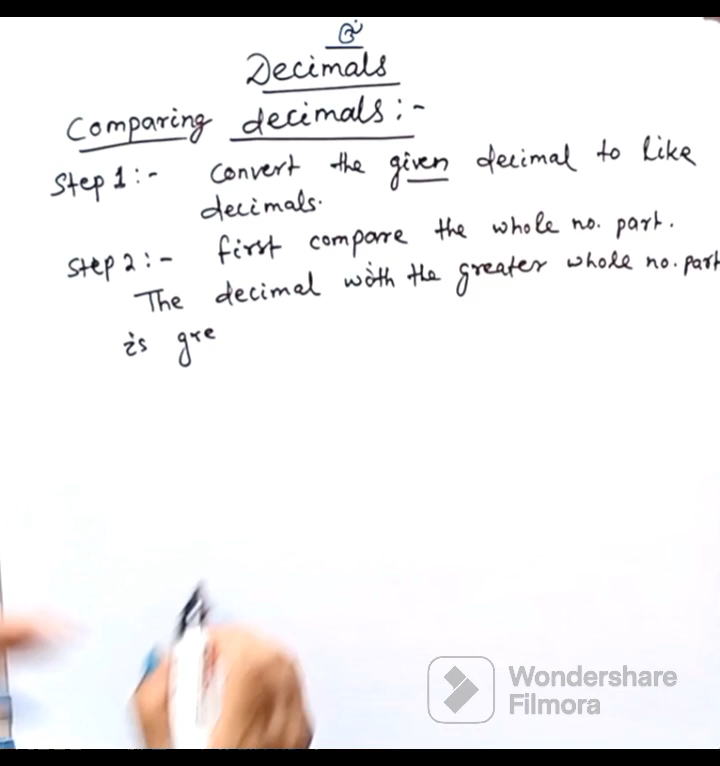 Decimals
Comparing decimals:-
Step 1:- Convert the given decimal to like
decimals.
Step 2:- first compare the whole no. part.
The decimal with the greater whole no. part
is gre
Wondershare
Filmora